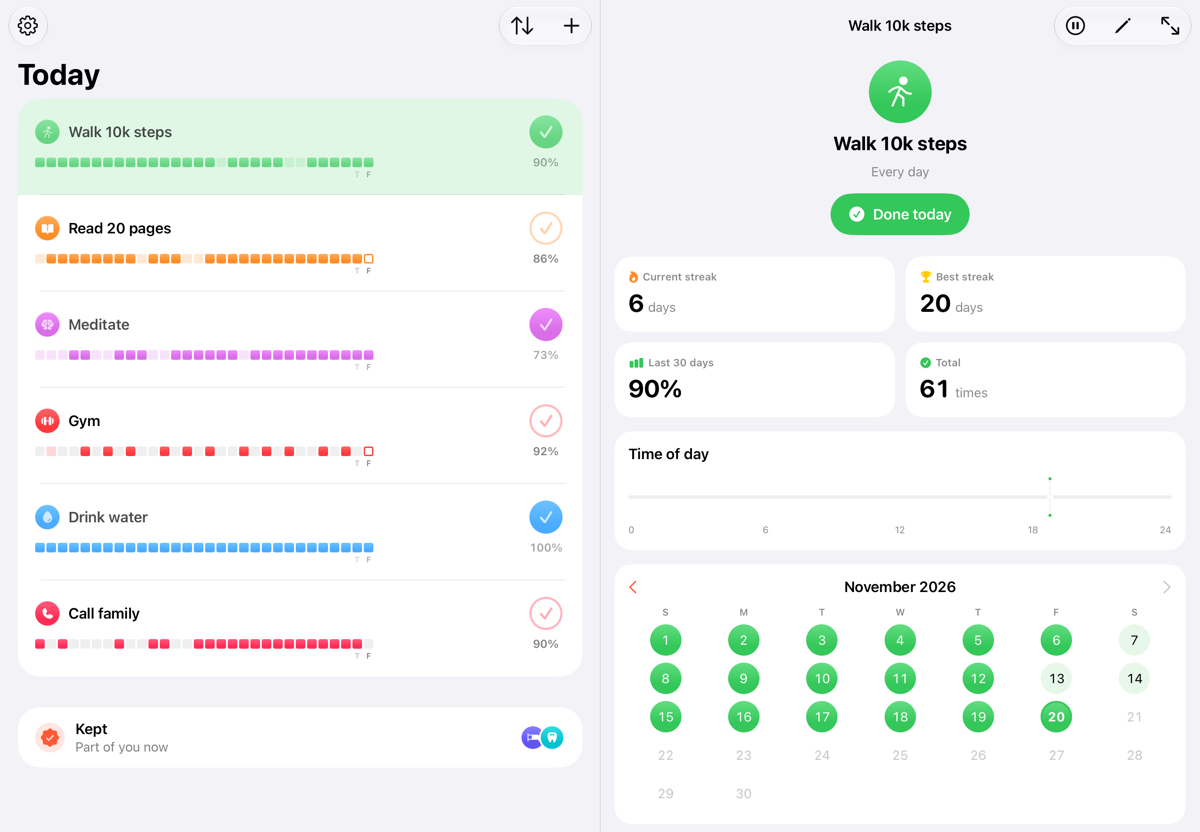 Today
Walk 10k steps
90%
T F
Read 20 pages
86%
T F
Meditate
73%
T F
Gym
92%
T F
Drink water
100%
T F
Call family
90%
T F
Kept
Part of you now
Walk 10k steps
Walk 10k steps
Every day
Done today
Current streak
6 days
Best streak
20 days
Last 30 days
90%
Total
61 times
Time of day
0 6 12 18 24
November 2026
S M T W T F S
1 2 3 4 5 6 7
8 9 10 11 12 13 14
15 16 17 18 19 20 21
22 23 24 25 26 27 28
29 30